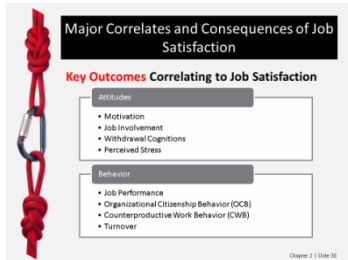 Major Correlates and Consequences of Job
Satisfaction
Key Outcomes Correlating to Job Satisfaction
Attitudes
• Motivation
• Job Involvement
• Withdrawal Cognitions
• Perceived Stress
Behavior
• Job Performance
• Organizational Citizenship Behavior (OCB)
• Counterproductive Work Behavior (CWB)
• Turnover
Chapter 2 | Slide 30